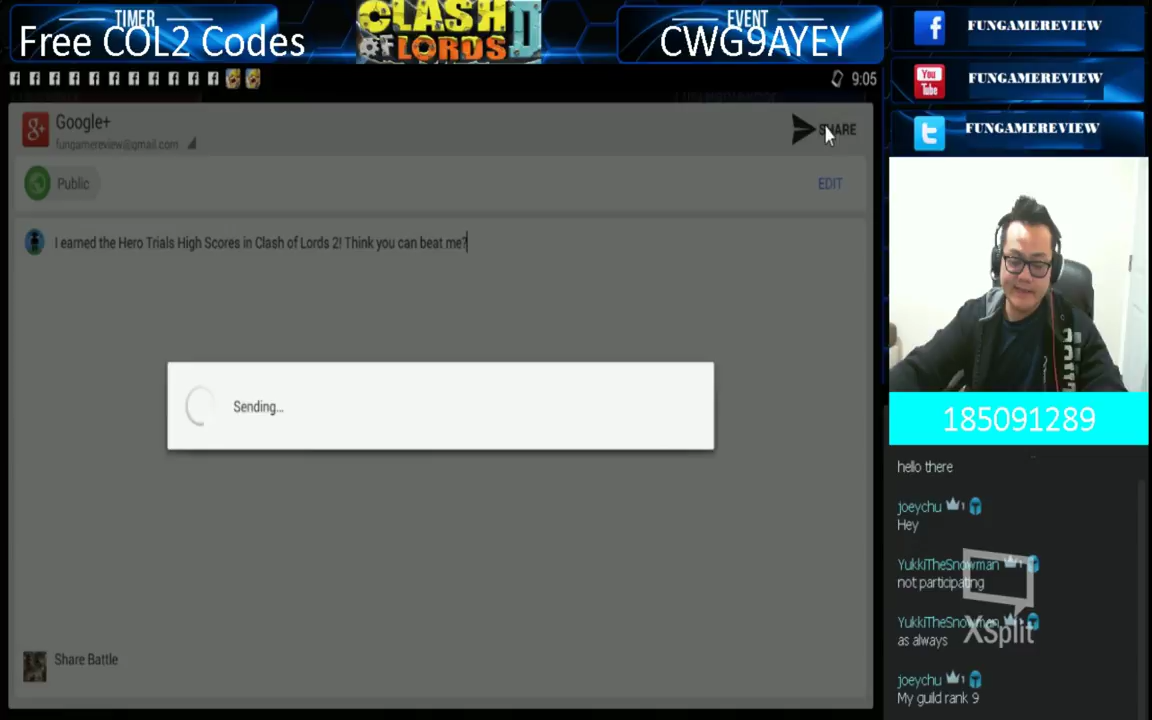 TIMER
Free COL2 Codes
CLASH
OF LORDS II
EVENT
CWG9AYEY
FUNGAMEREVIEW
You
Tube
FUNGAMEREVIEW
FUNGAMEREVIEW
9:05
Google+
fungamereview@gmail.com
SHARE
Public
EDIT
I earned the Hero Trials High Scores in Clash of Lords 2! Think you can beat me?
Sending...
Share Battle
185091289
hello there
joeychu
Hey
YukkiTheSnowman
not participating
YukkiTheSnowman
as always
XSplit
joeychu
My guild rank 9